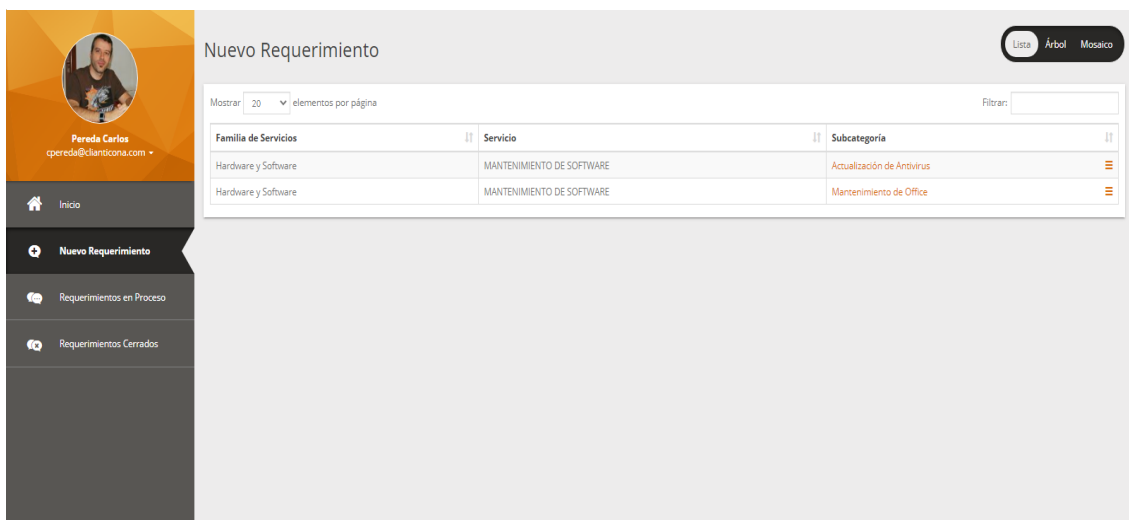 Pereda Carlos
cpereda@clianticona.com
Inicio
Nuevo Requerimiento
Requerimientos en Proceso
Requerimientos Cerrados
Nuevo Requerimiento
Lista Árbol Mosaico
Mostrar 20 elementos por página Filtrar:
Familia de Servicios Servicio Subcategoría
Hardware y Software MANTENIMIENTO DE SOFTWARE Actualización de Antivirus
Hardware y Software MANTENIMIENTO DE SOFTWARE Mantenimiento de Office